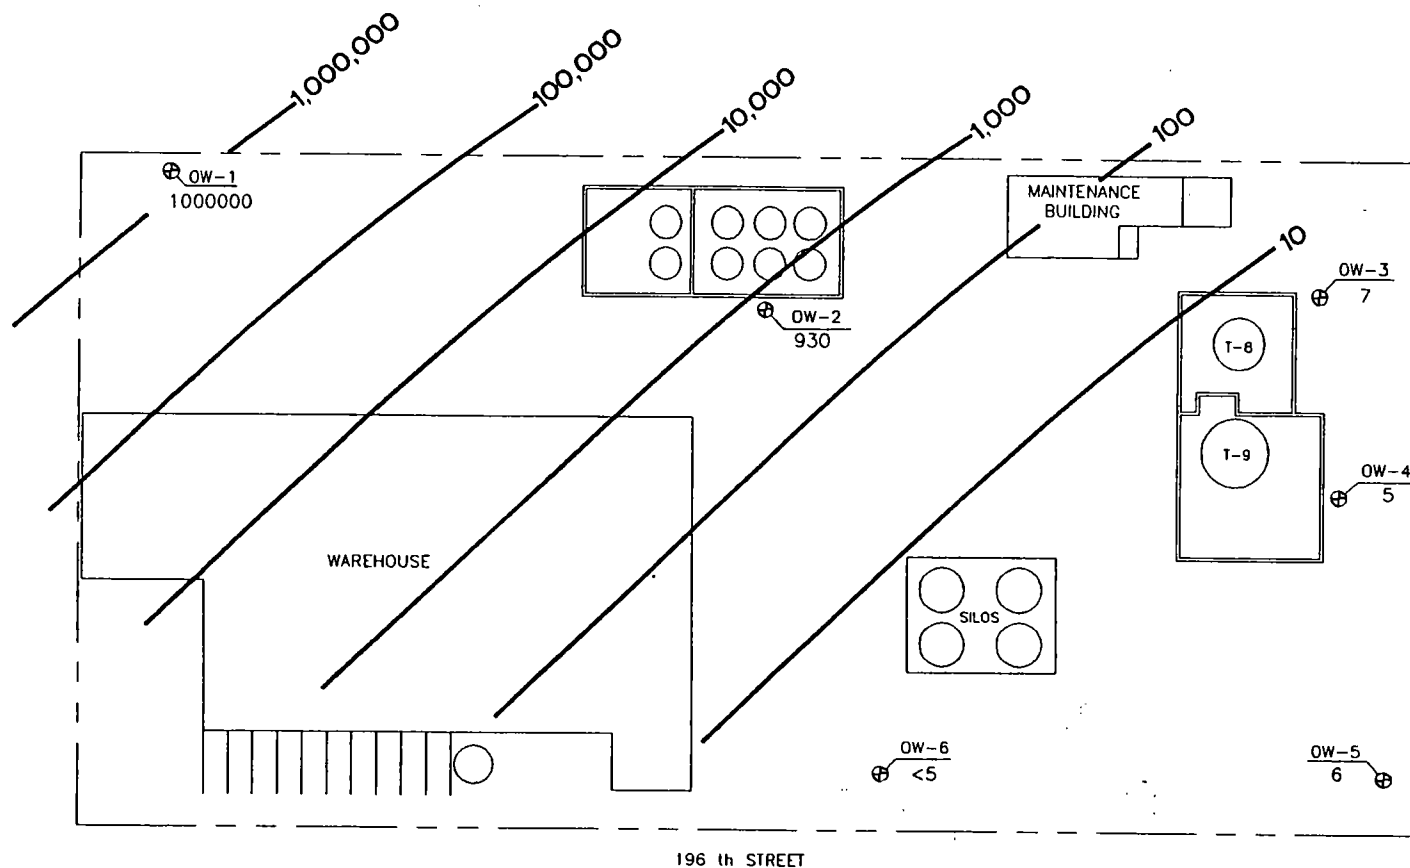 1,000,000
100,000
10,000
1,000
100
10
OW-1
1000000
MAINTENANCE
BUILDING
OW-2
930
OW-3
7
T-8
T-9
OW-4
5
WAREHOUSE
SILOS
OW-6
<5
OW-5
6
196 th STREET